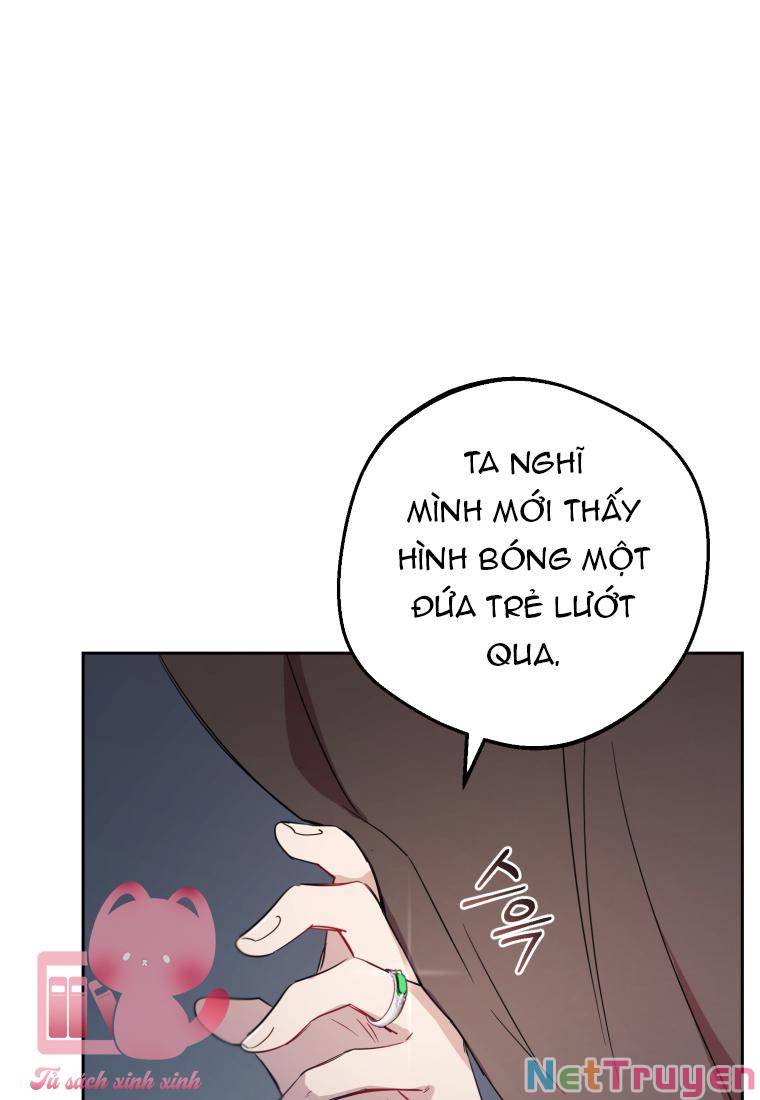 TA NGHĨ
MÌNH MỚI THẤY
HÌNH BÓNG MỘT
ĐỨA TRẺ LƯỚT
QUA.
스윽
Tủ sách xinh xinh
NetTruyen